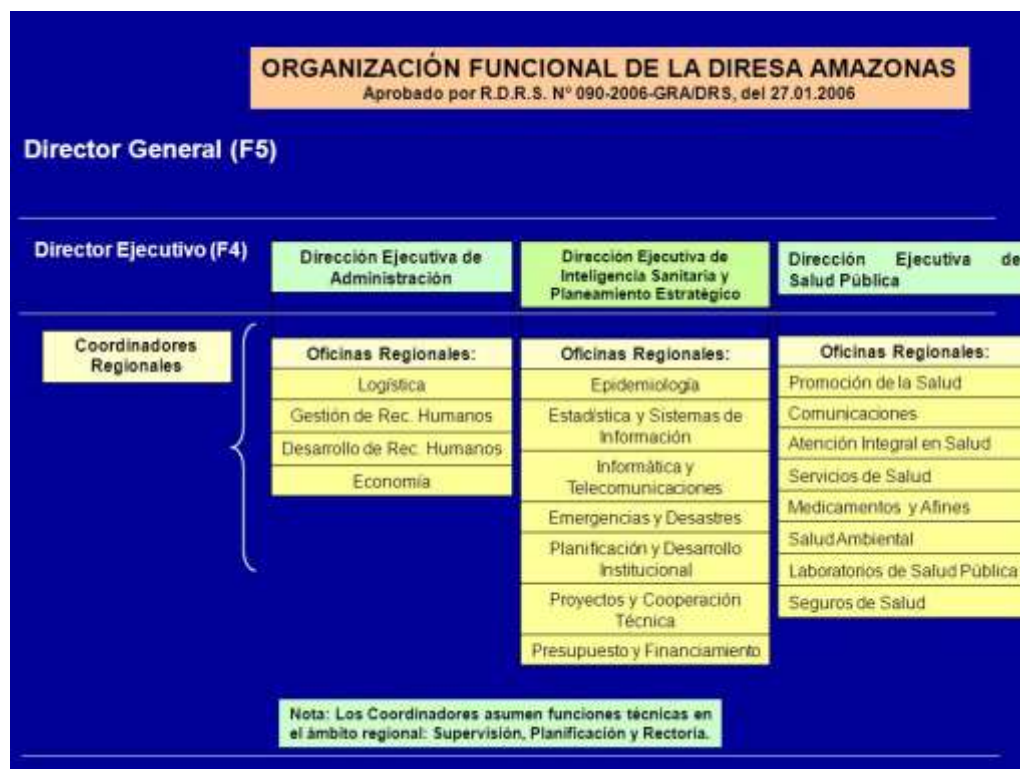 ORGANIZACIÓN FUNCIONAL DE LA DIRESA AMAZONAS
Aprobado por R.D.R.S. Nº 090-2006-GRA/DRS, del 27.01.2006
Director General (F5)
Director Ejecutivo (F4)
Dirección Ejecutiva de
Administración
Dirección Ejecutiva de
Inteligencia Sanitaria y
Planeamiento Estratégico
Dirección Ejecutiva de
Salud Pública
Coordinadores
Regionales
Oficinas Regionales:
Logística
Gestión de Rec. Humanos
Desarrollo de Rec. Humanos
Economía
Oficinas Regionales:
Epidemiología
Estadística y Sistemas de
Información
Informática y
Telecomunicaciones
Emergencias y Desastres
Planificación y Desarrollo
Institucional
Proyectos y Cooperación
Técnica
Presupuesto y Financiamiento
Oficinas Regionales:
Promoción de la Salud
Comunicaciones
Atención Integral en Salud
Servicios de Salud
Medicamentos y Afines
Salud Ambiental
Laboratorios de Salud Pública
Seguros de Salud
Nota: Los Coordinadores asumen funciones técnicas en
el ámbito regional: Supervisión, Planificación y Rectoría.